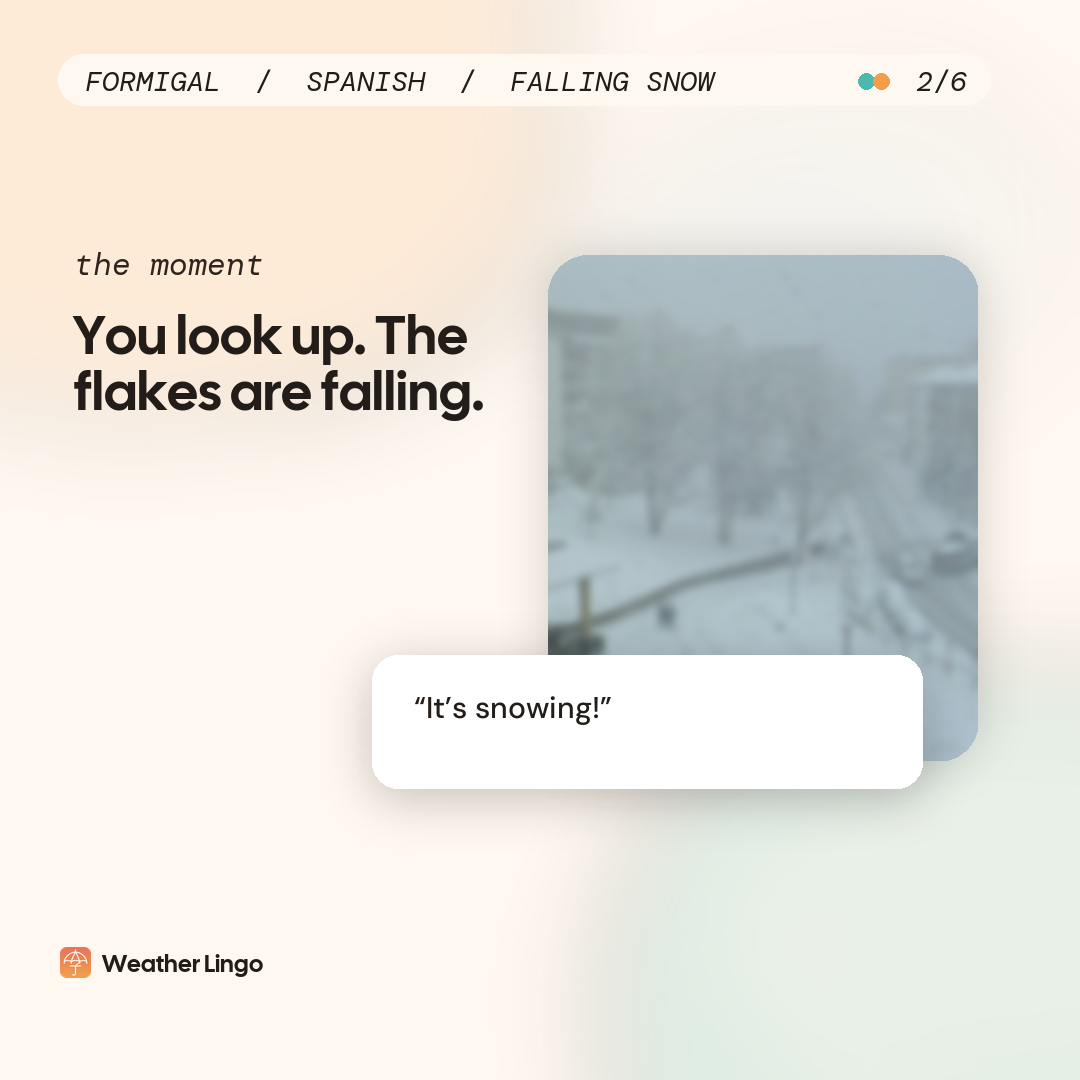 FORMIGAL / SPANISH / FALLING SNOW 2/6
the moment
You look up. The
flakes are falling.
“It’s snowing!”
Weather Lingo